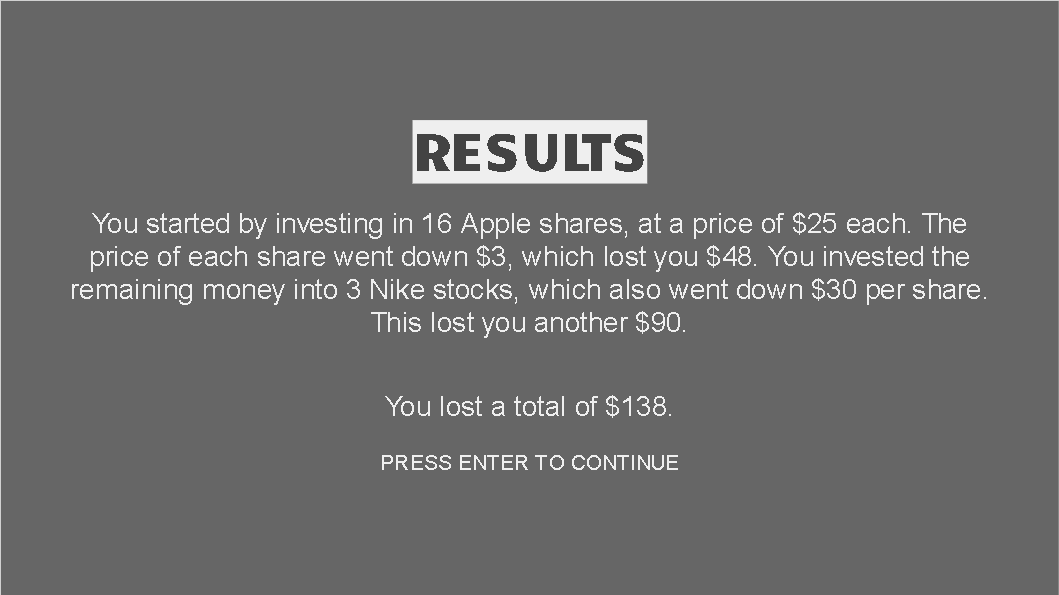 RESULTS
You started by investing in 16 Apple shares, at a price of $25 each. The
price of each share went down $3, which lost you $48. You invested the
remaining money into 3 Nike stocks, which also went down $30 per share.
This lost you another $90.
You lost a total of $138.
PRESS ENTER TO CONTINUE